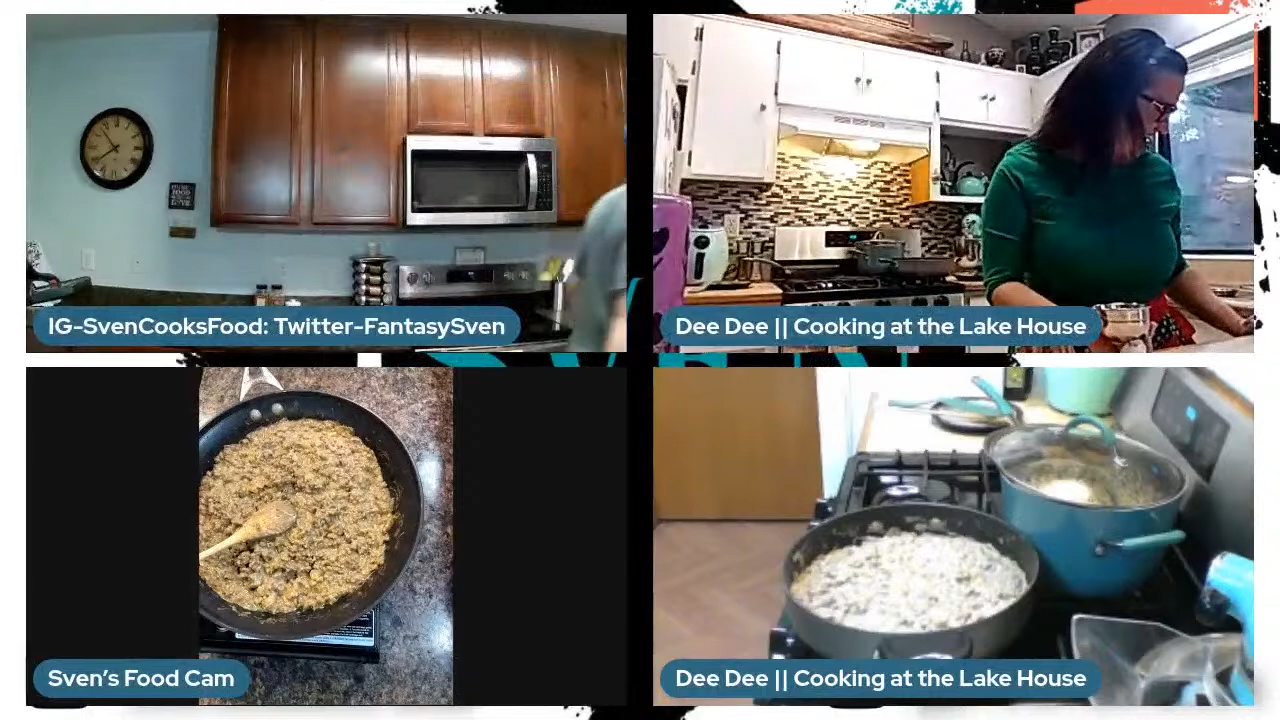 IG-SvenCooksFood: Twitter-FantasySven
Dee Dee || Cooking at the Lake House
Sven's Food Cam
Dee Dee || Cooking at the Lake House